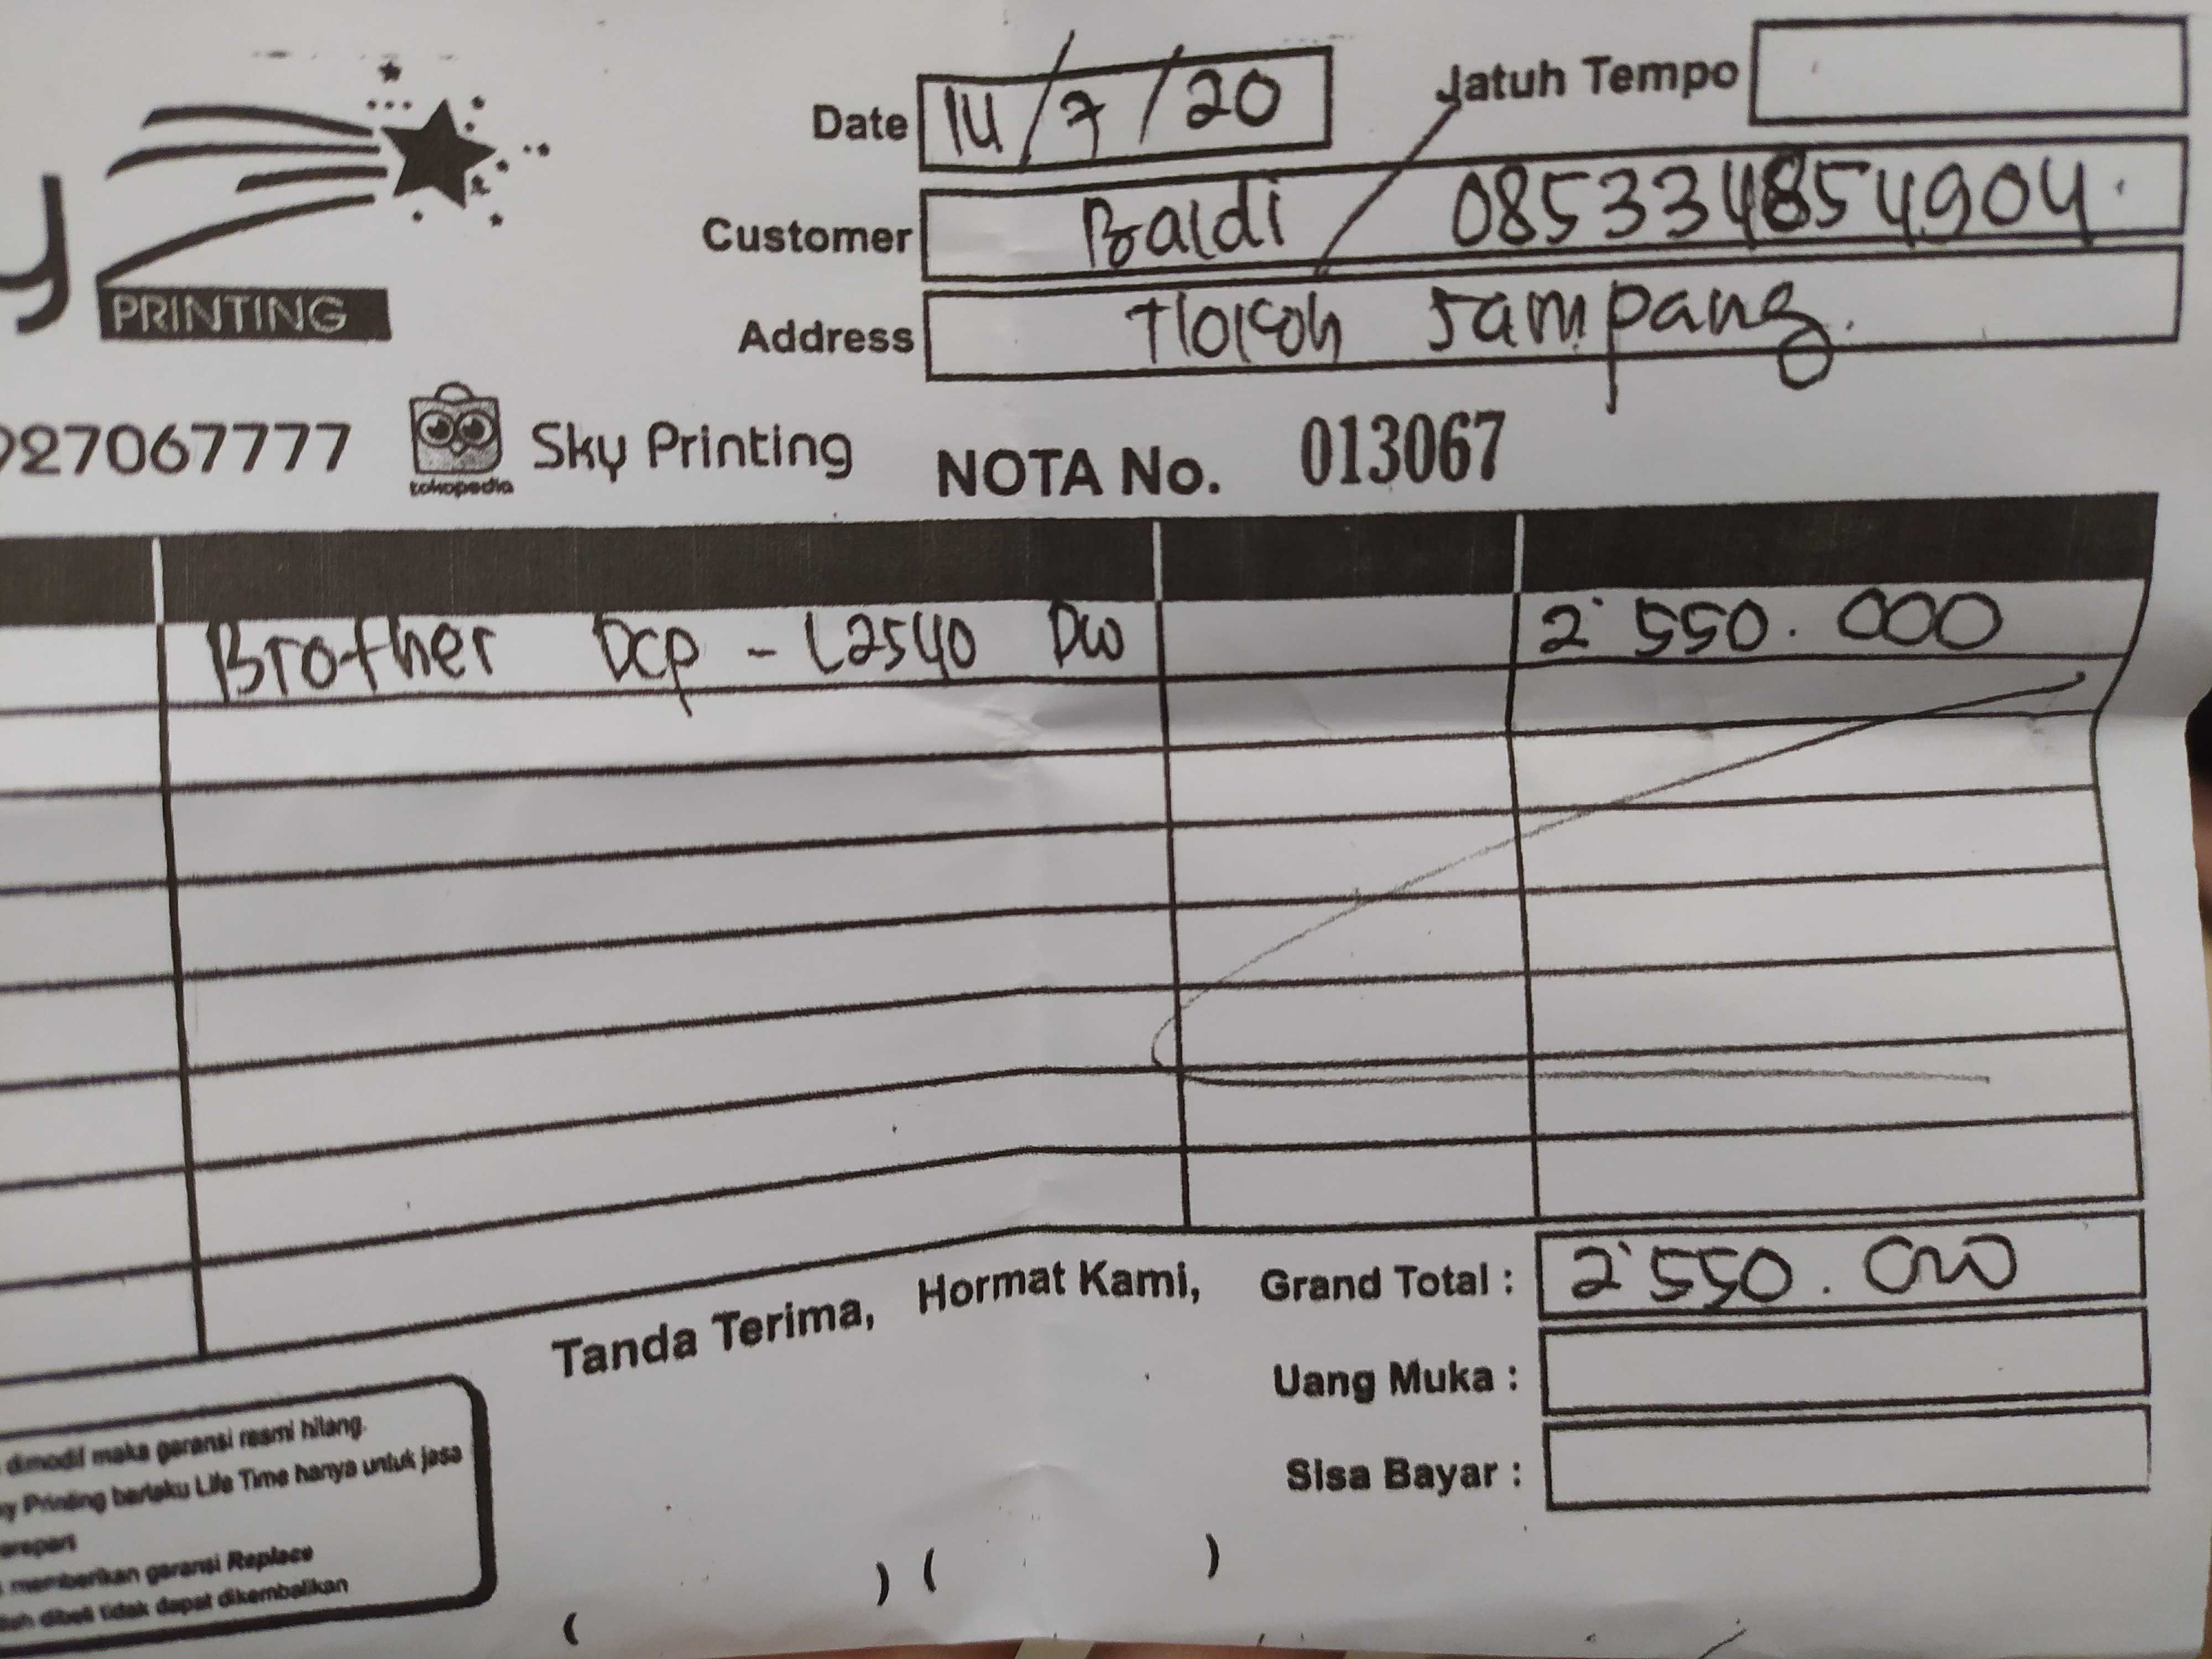 y
PRINTING
Date 14/7/20
Jatuh Tempo
Customer Baldi 085334854904
Address Sampang.
927067777 tokopedia Sky Printing NOTA No. 013067
Brother DCP - L2540 DW 2.550.000
Tanda Terima, Hormat Kami, Grand Total : 2.550.000
Uang Muka :
Sisa Bayar :
dimodif maka garansi resmi hilang.
y Printing berlaku Life Time hanya untuk jasa
arepart
memberikan garansi Replace
dibeli tidak dapat dikembalikan
( ) ( )